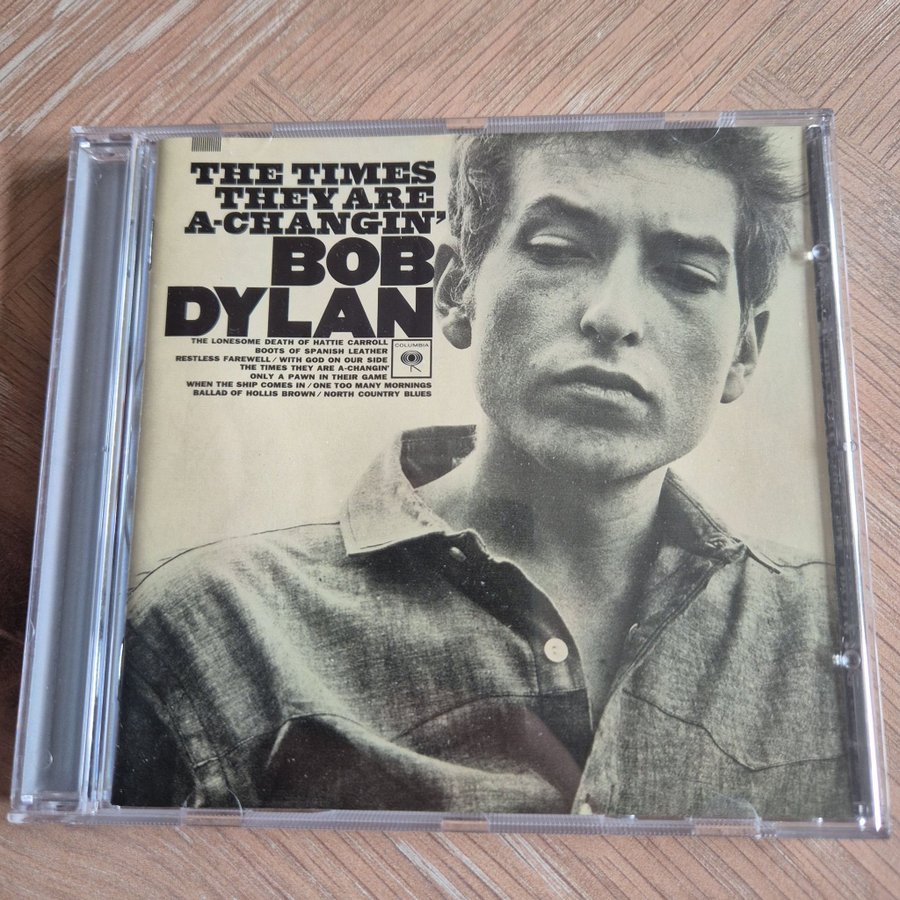 THE TIMES
THEY ARE
A-CHANGIN'
BOB
DYLAN
THE LONESOME DEATH OF HATTIE CARROLL
BOOTS OF SPANISH LEATHER
RESTLESS FAREWELL / WITH GOD ON OUR SIDE
THE TIMES THEY ARE A-CHANGIN'
ONLY A PAWN IN THEIR GAME
WHEN THE SHIP COMES IN / ONE TOO MANY MORNINGS
BALLAD OF HOLLIS BROWN / NORTH COUNTRY BLUES
COLUMBIA